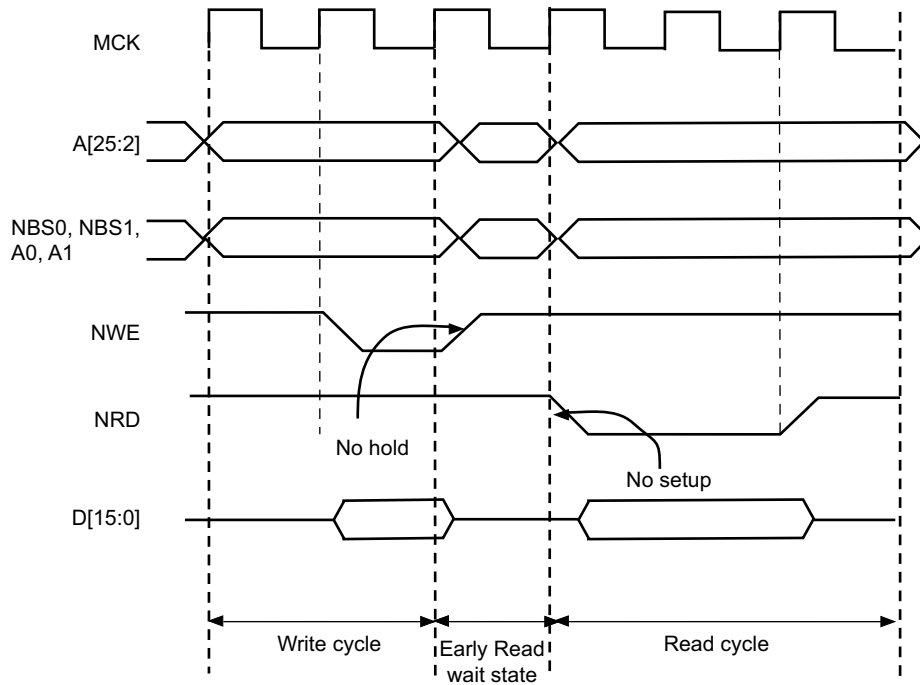 MCK
A[25:2]
NBS0, NBS1,
A0, A1
NWE
NRD
No hold
No setup
D[15:0]
Write cycle
Early Read
wait state
Read cycle